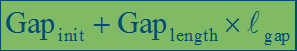 Gap init + Gap length × ℓ gap